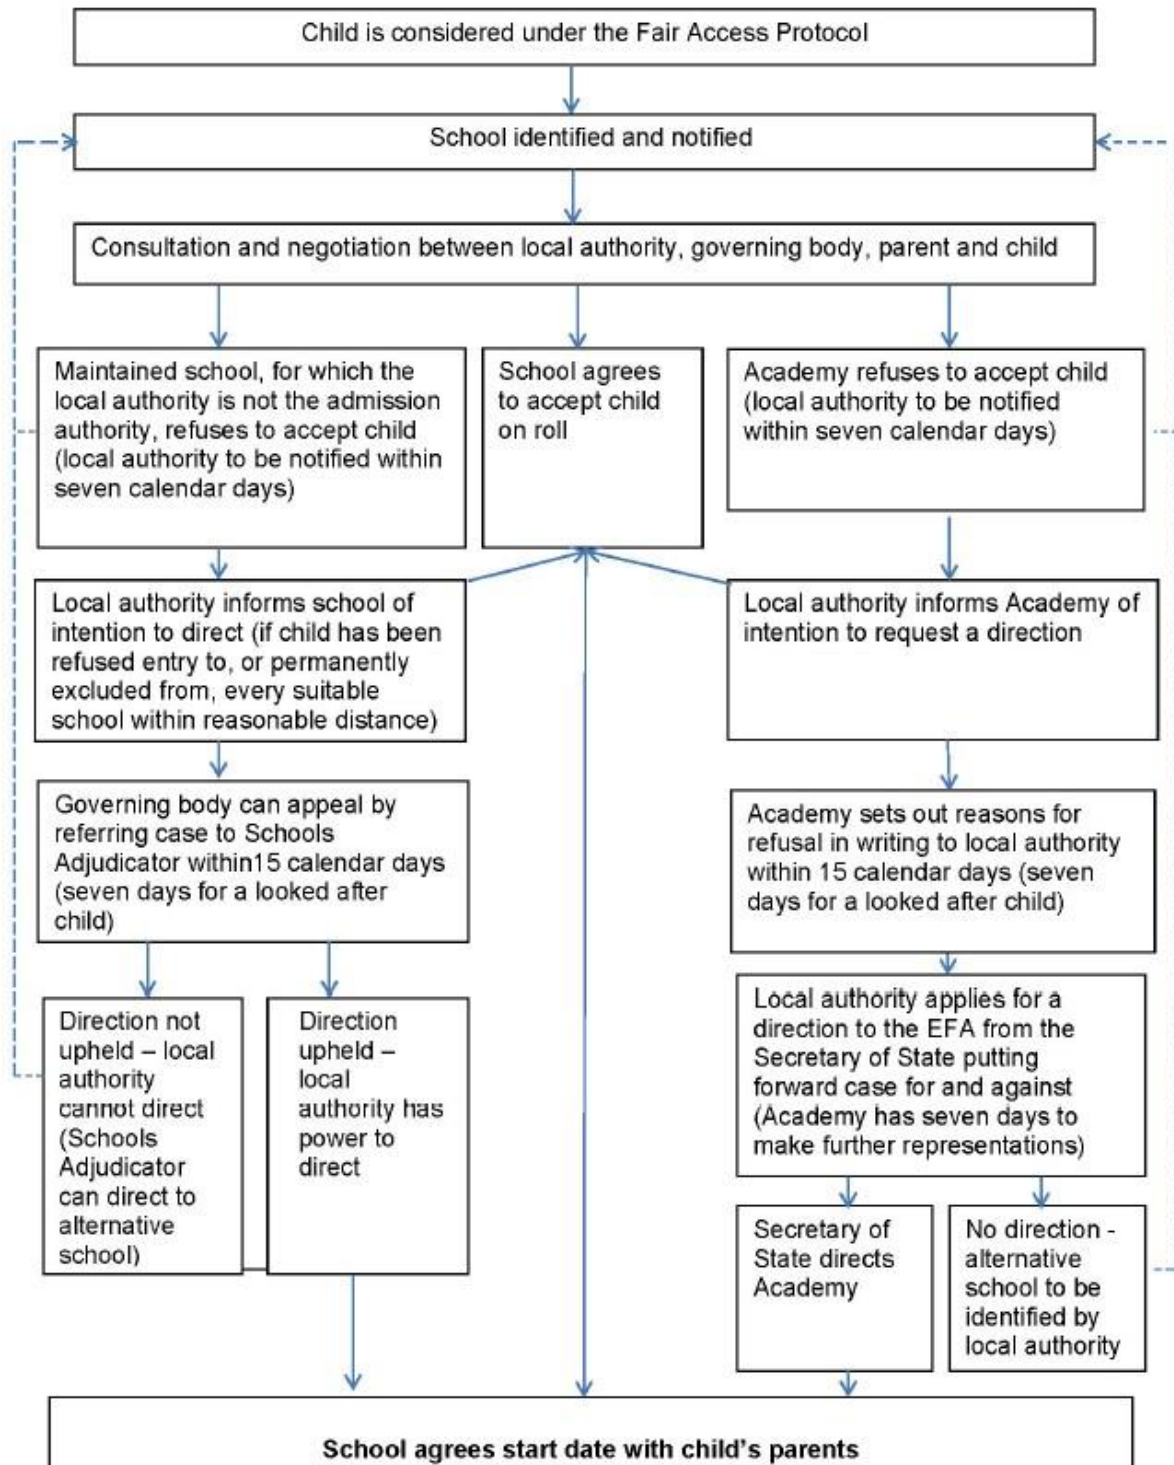 Child is considered under the Fair Access Protocol
School identified and notified
Consultation and negotiation between local authority, governing body, parent and child
Maintained school, for which the
local authority is not the admission
authority, refuses to accept child
(local authority to be notified within
seven calendar days)
School agrees
to accept child
on roll
Academy refuses to accept child
(local authority to be notified
within seven calendar days)
Local authority informs school of
intention to direct (if child has been
refused entry to, or permanently
excluded from, every suitable
school within reasonable distance)
Local authority informs Academy of
intention to request a direction
Governing body can appeal by
referring case to Schools
Adjudicator within15 calendar days
(seven days for a looked after
child)
Academy sets out reasons for
refusal in writing to local authority
within 15 calendar days (seven
days for a looked after child)
Direction not
upheld – local
authority
cannot direct
(Schools
Adjudicator
can direct to
alternative
school)
Direction
upheld –
local
authority has
power to
direct
Local authority applies for a
direction to the EFA from the
Secretary of State putting
forward case for and against
(Academy has seven days to
make further representations)
Secretary of
State directs
Academy
No direction -
alternative
school to be
identified by
local authority
School agrees start date with child’s parents